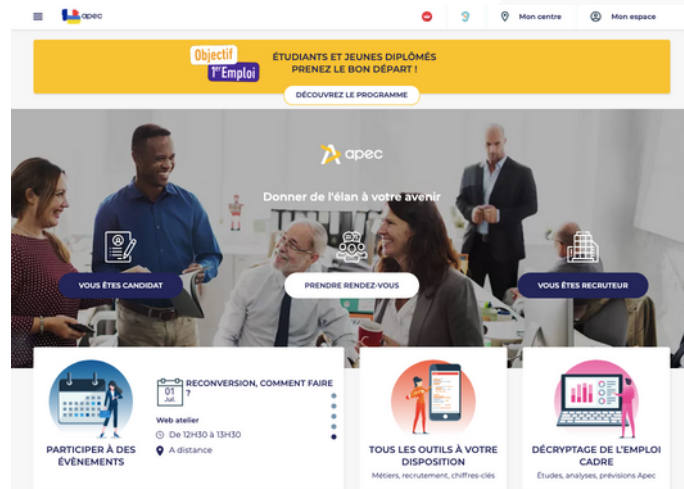 apec
Mon centre
Mon espace
Objectif
1er Emploi
ÉTUDIANTS ET JEUNES DIPLÔMÉS
PRENEZ LE BON DÉPART !
DÉCOUVREZ LE PROGRAMME
apec
Donner de l'élan à votre avenir
VOUS ÊTES CANDIDAT
PRENDRE RENDEZ-VOUS
VOUS ÊTES RECRUTEUR
PARTICIPER À DES
ÉVÈNEMENTS
01
Juil.
RECONVERSION, COMMENT FAIRE
?
Web atelier
De 12H30 à 13H30
A distance
TOUS LES OUTILS À VOTRE
DISPOSITION
Métiers, recrutement, chiffres-clés
DÉCRYPTAGE DE L'EMPLOI
CADRE
Études, analyses, prévisions Apec